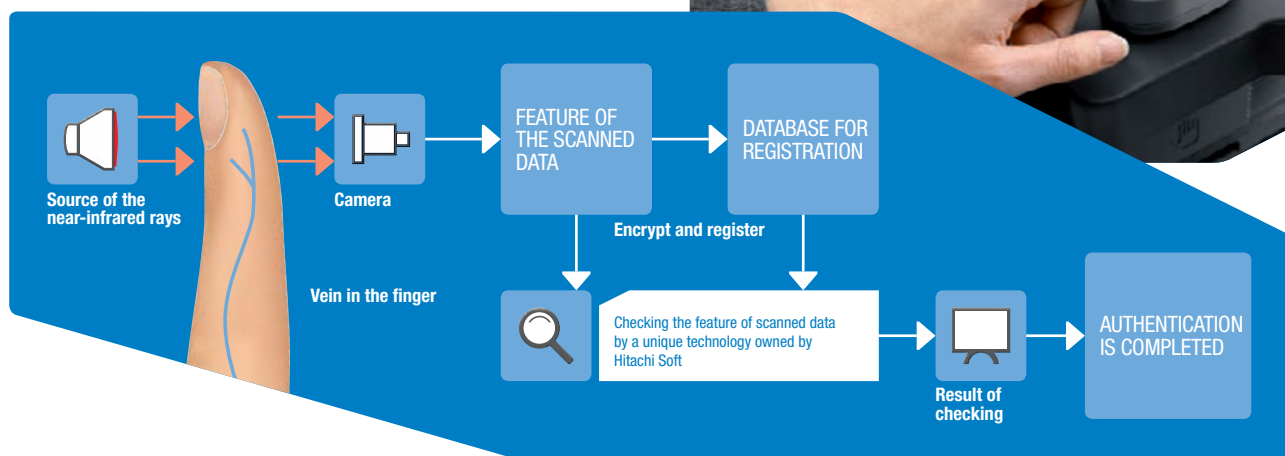 FEATURE OF
THE SCANNED
DATA
DATABASE FOR
REGISTRATION
Source of the
near-infrared rays
Camera
Encrypt and register
Vein in the finger
Checking the feature of scanned data
by a unique technology owned by
Hitachi Soft
AUTHENTICATION
IS COMPLETED
Result of
checking